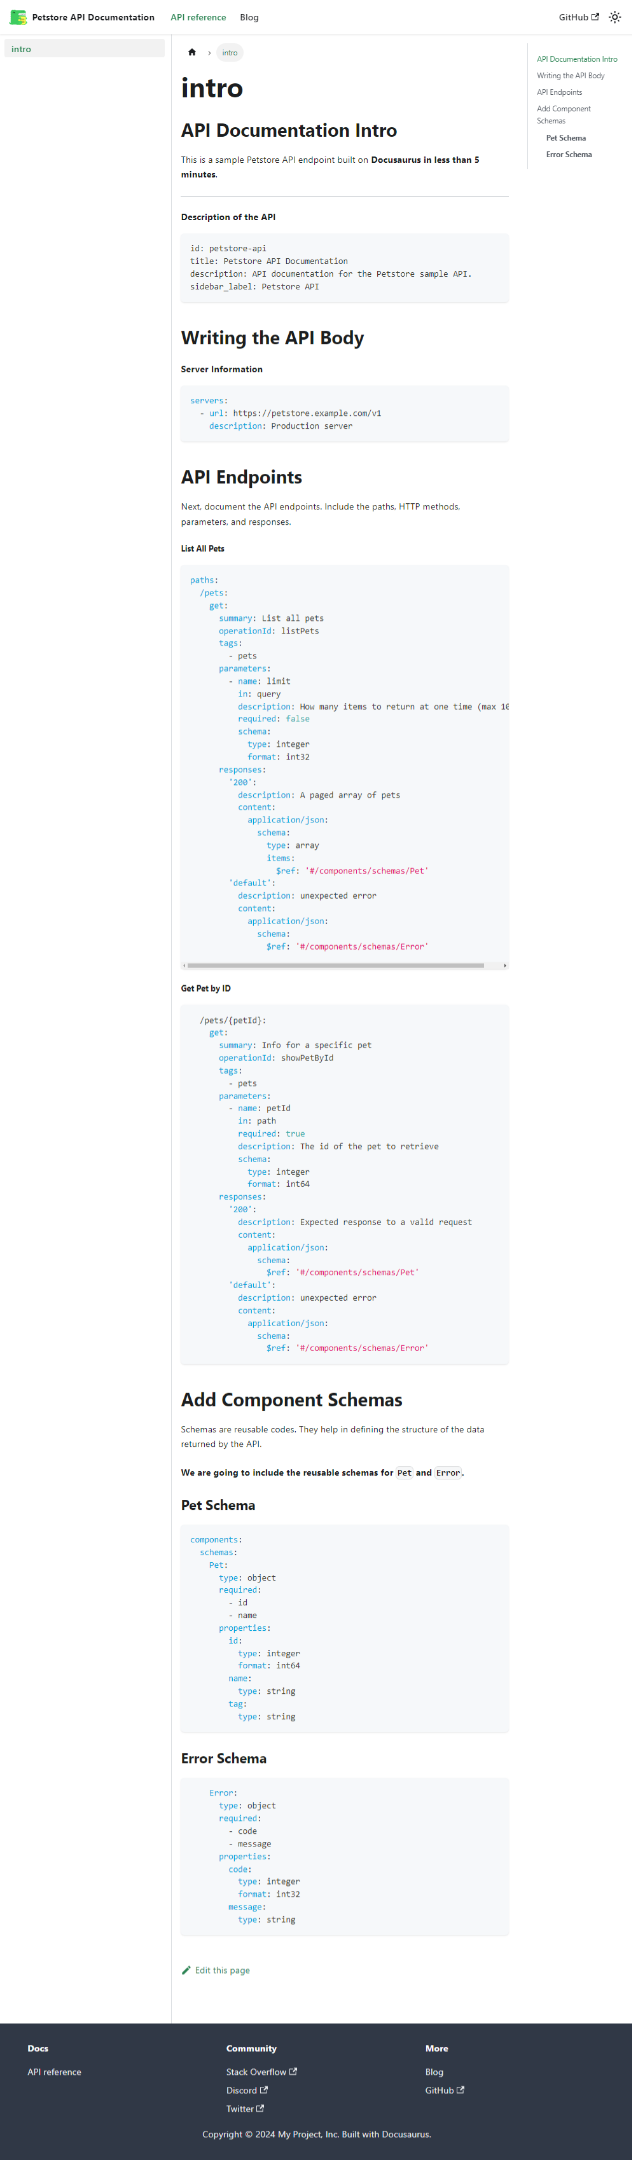 Petstore API Documentation API reference Blog GitHub
intro
intro
API Documentation Intro
Writing the API Body
API Endpoints
Add Component
Schemas
Pet Schema
Error Schema
intro
API Documentation Intro
This is a sample Petstore API endpoint built on Docusaurus in less than 5
minutes.
Description of the API
id: petstore-api
title: Petstore API Documentation
description: API documentation for the Petstore sample API.
sidebar_label: Petstore API
Writing the API Body
Server Information
servers:
  - url: https://petstore.example.com/v1
    description: Production server
API Endpoints
Next, document the API endpoints. Include the paths, HTTP methods,
parameters, and responses.
List All Pets
paths:
  /pets:
    get:
      summary: List all pets
      operationId: listPets
      tags:
        - pets
      parameters:
        - name: limit
          in: query
          description: How many items to return at one time (max 10
          required: false
          schema:
            type: integer
            format: int32
      responses:
        '200':
          description: A paged array of pets
          content:
            application/json:
              schema:
                type: array
                items:
                  $ref: '#/components/schemas/Pet'
        'default':
          description: unexpected error
          content:
            application/json:
              schema:
                $ref: '#/components/schemas/Error'
Get Pet by ID
  /pets/{petId}:
    get:
      summary: Info for a specific pet
      operationId: showPetById
      tags:
        - pets
      parameters:
        - name: petId
          in: path
          required: true
          description: The id of the pet to retrieve
          schema:
            type: integer
            format: int64
      responses:
        '200':
          description: Expected response to a valid request
          content:
            application/json:
              schema:
                $ref: '#/components/schemas/Pet'
        'default':
          description: unexpected error
          content:
            application/json:
              schema:
                $ref: '#/components/schemas/Error'
Add Component Schemas
Schemas are reusable codes. They help in defining the structure of the data
returned by the API.
We are going to include the reusable schemas for Pet and Error.
Pet Schema
components:
  schemas:
    Pet:
      type: object
      required:
        - id
        - name
      properties:
        id:
          type: integer
          format: int64
        name:
          type: string
        tag:
          type: string
Error Schema
    Error:
      type: object
      required:
        - code
        - message
      properties:
        code:
          type: integer
          format: int32
        message:
          type: string
Edit this page
Docs
API reference
Community
Stack Overflow
Discord
Twitter
More
Blog
GitHub
Copyright © 2024 My Project, Inc. Built with Docusaurus.